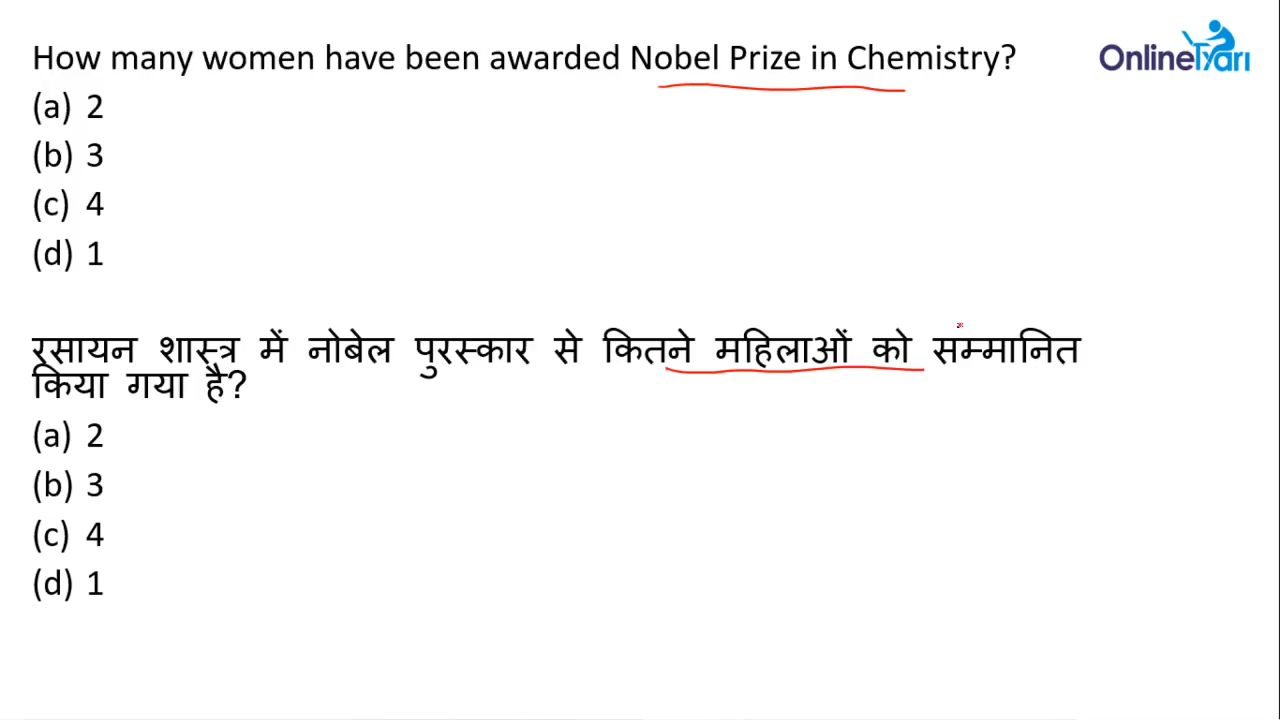 How many women have been awarded Nobel Prize in Chemistry?
OnlineTyari
(a) 2
(b) 3
(c) 4
(d) 1
रसायन शास्त्र में नोबेल पुरस्कार से कितने महिलाओं को सम्मानित
किया गया है?
(a) 2
(b) 3
(c) 4
(d) 1